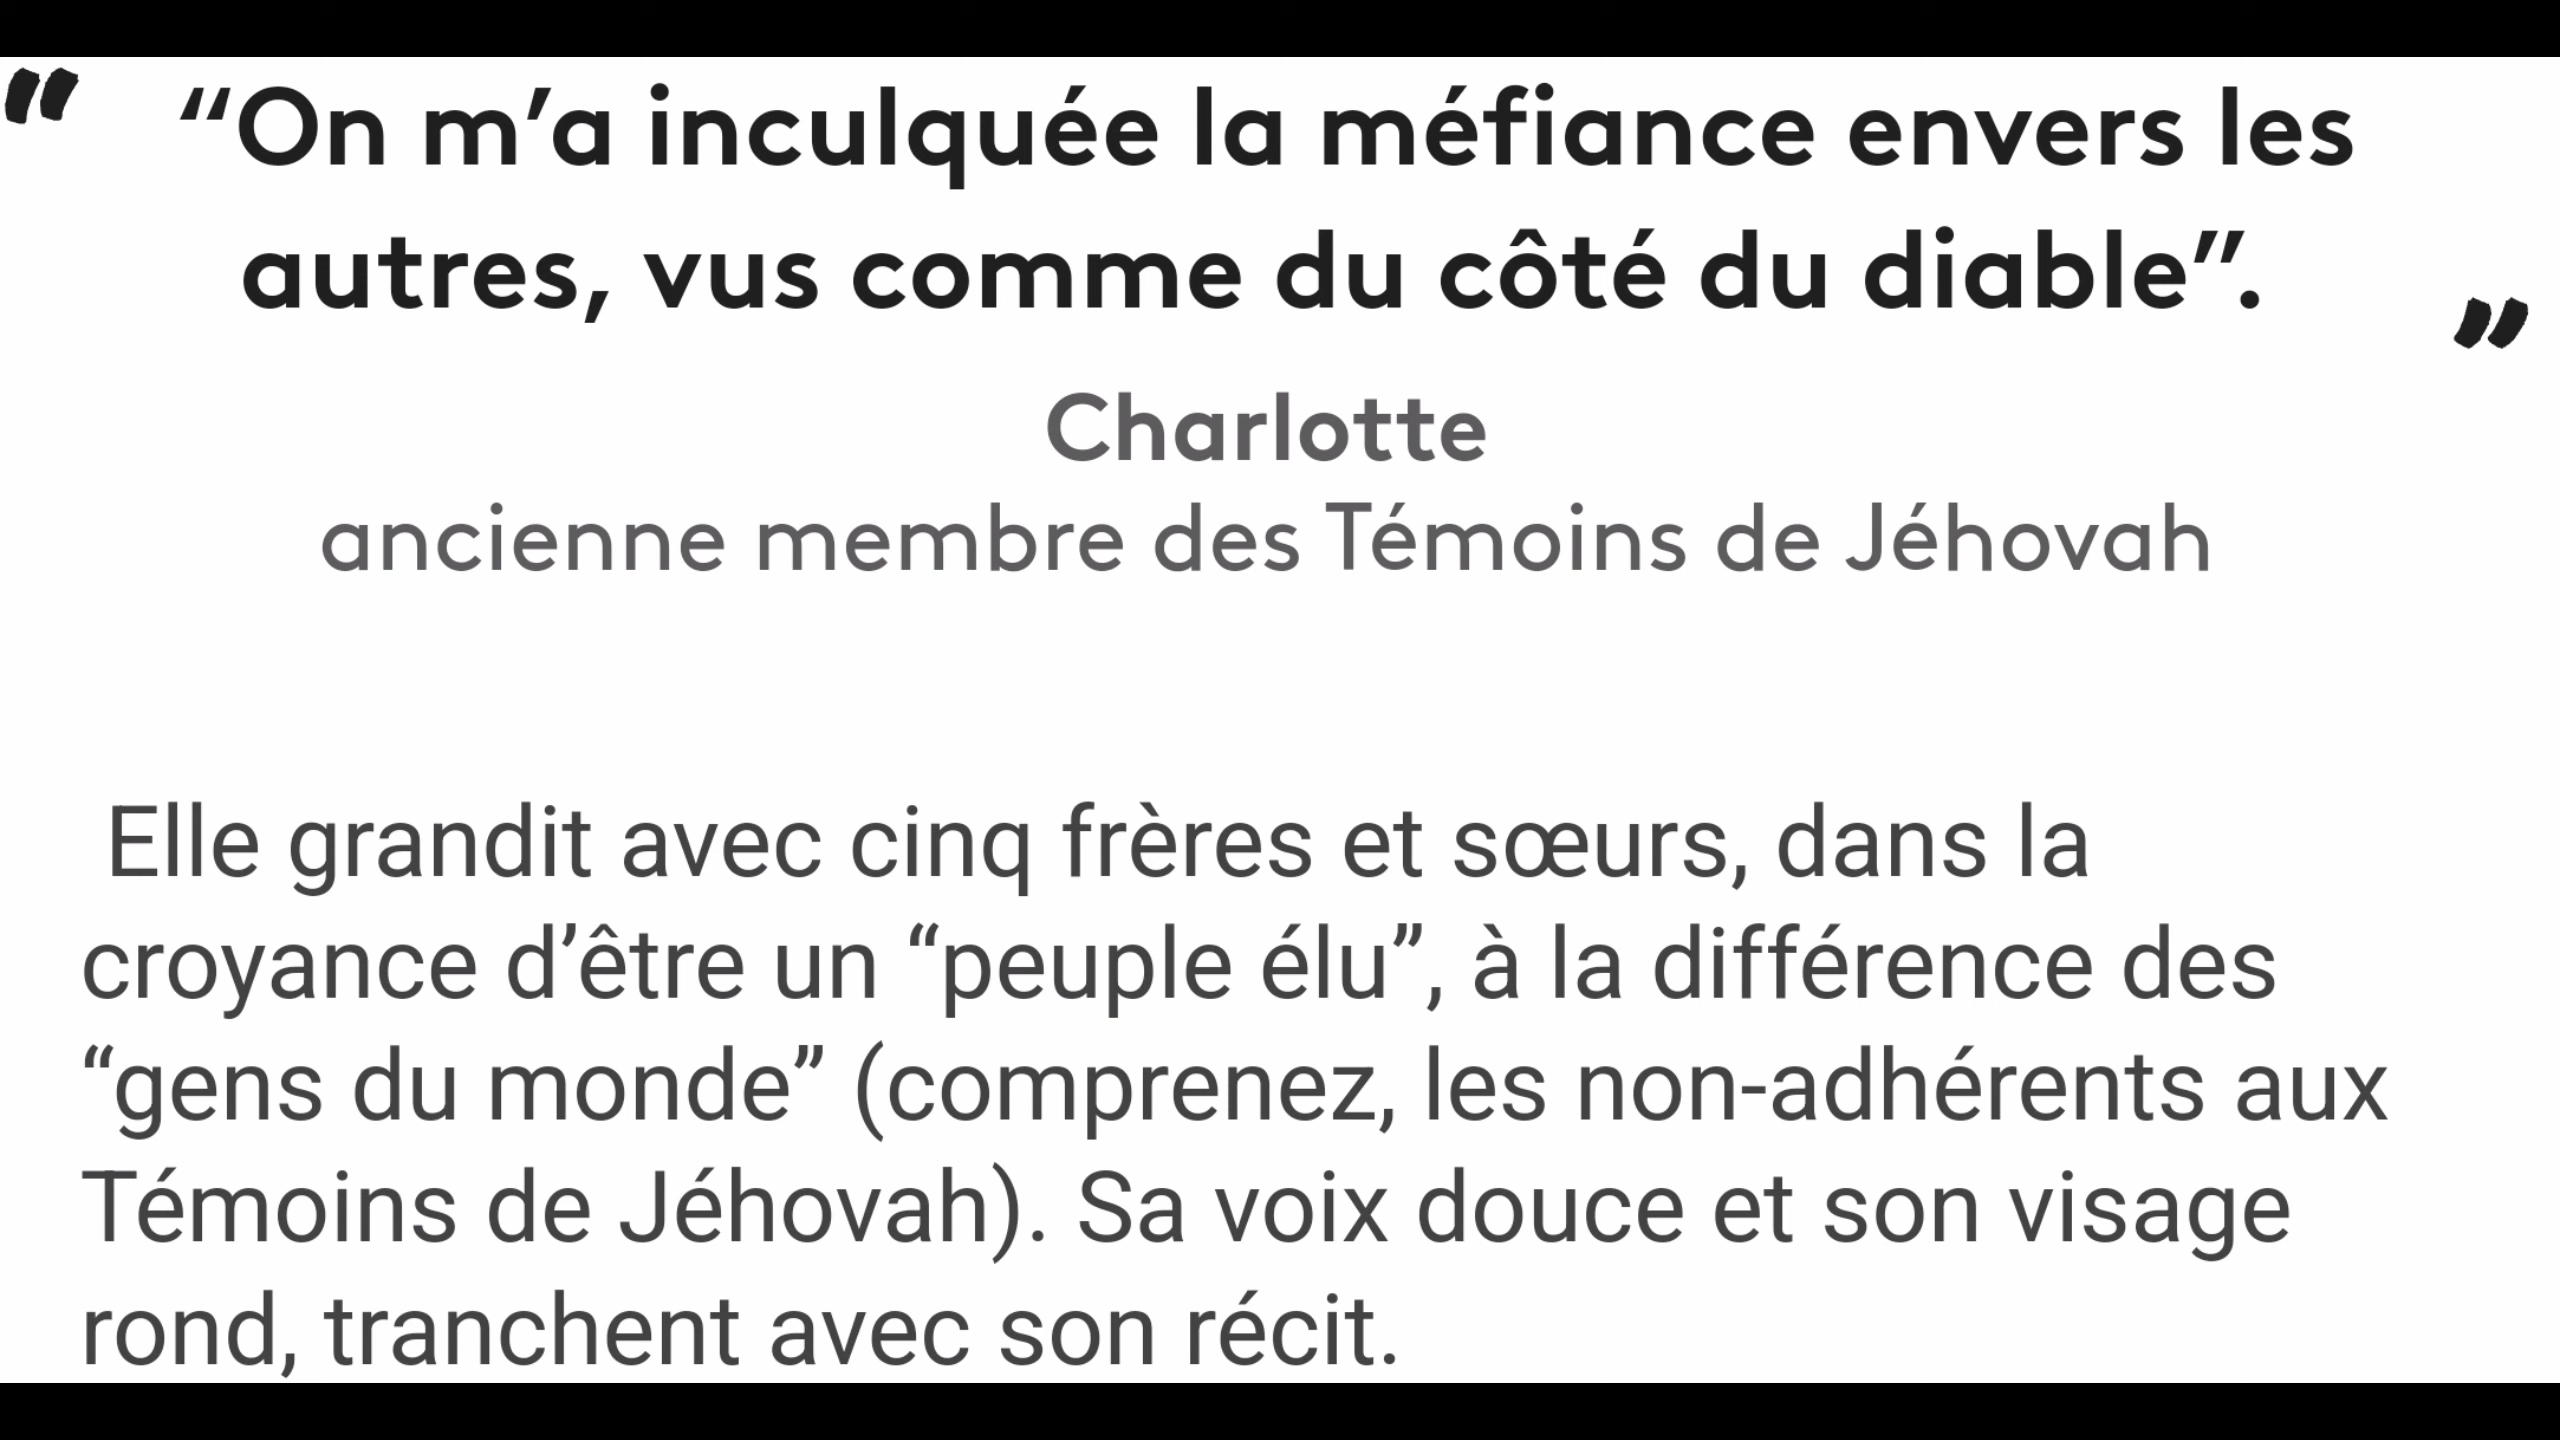 “ “On m’a inculquée la méfiance envers les
autres, vus comme du côté du diable”. ”
Charlotte
ancienne membre des Témoins de Jéhovah
Elle grandit avec cinq frères et sœurs, dans la
croyance d’être un “peuple élu”, à la différence des
“gens du monde” (comprenez, les non-adhérents aux
Témoins de Jéhovah). Sa voix douce et son visage
rond, tranchent avec son récit.